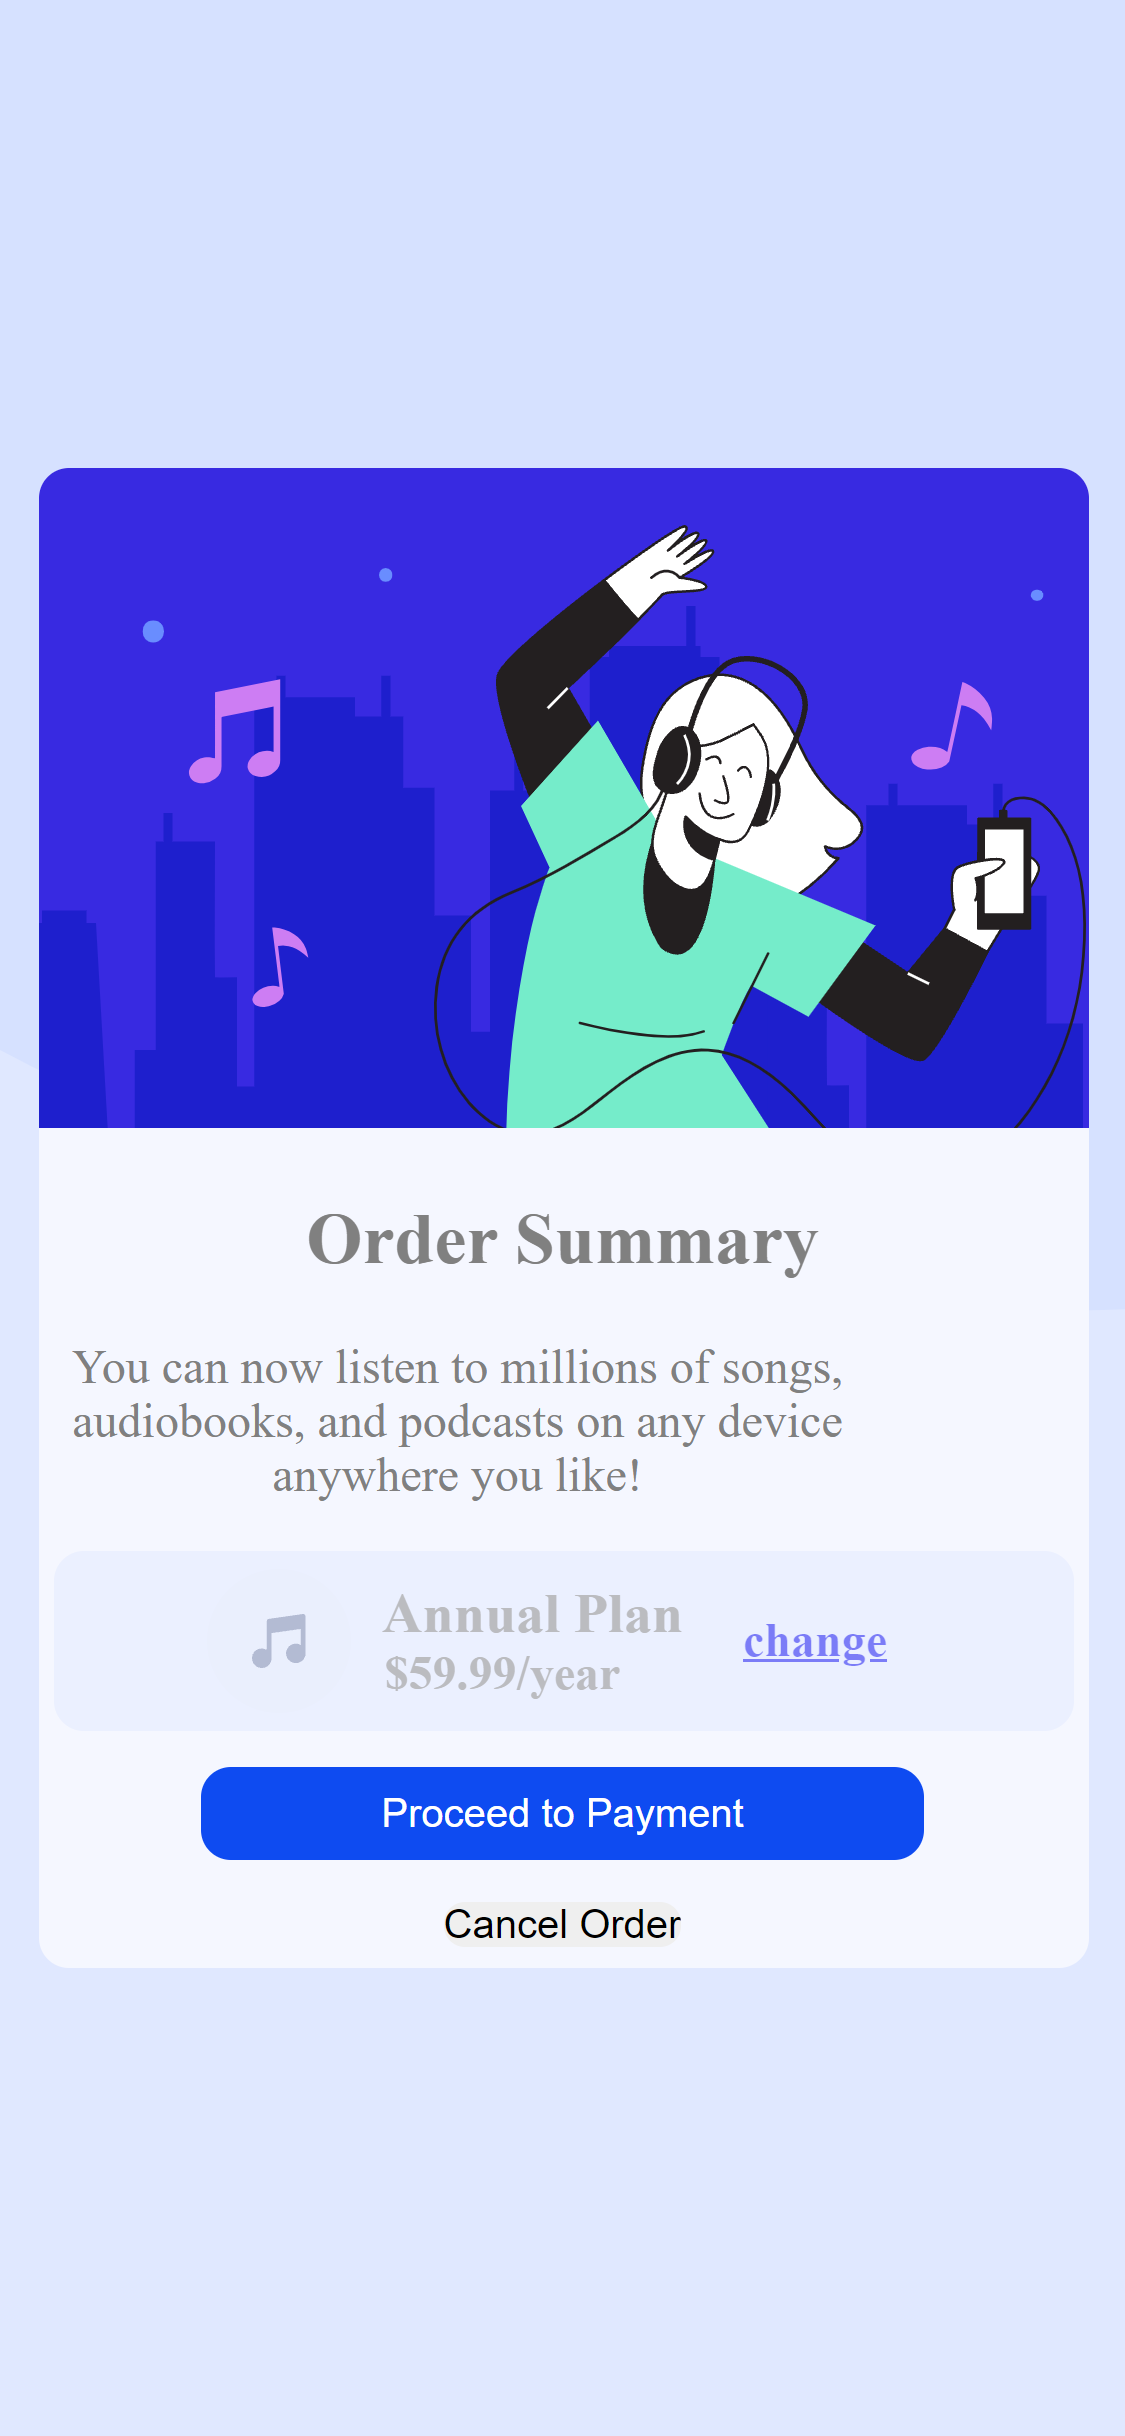 Order Summary
You can now listen to millions of songs,
audiobooks, and podcasts on any device
anywhere you like!
Annual Plan
$59.99/year
change
Proceed to Payment
Cancel Order